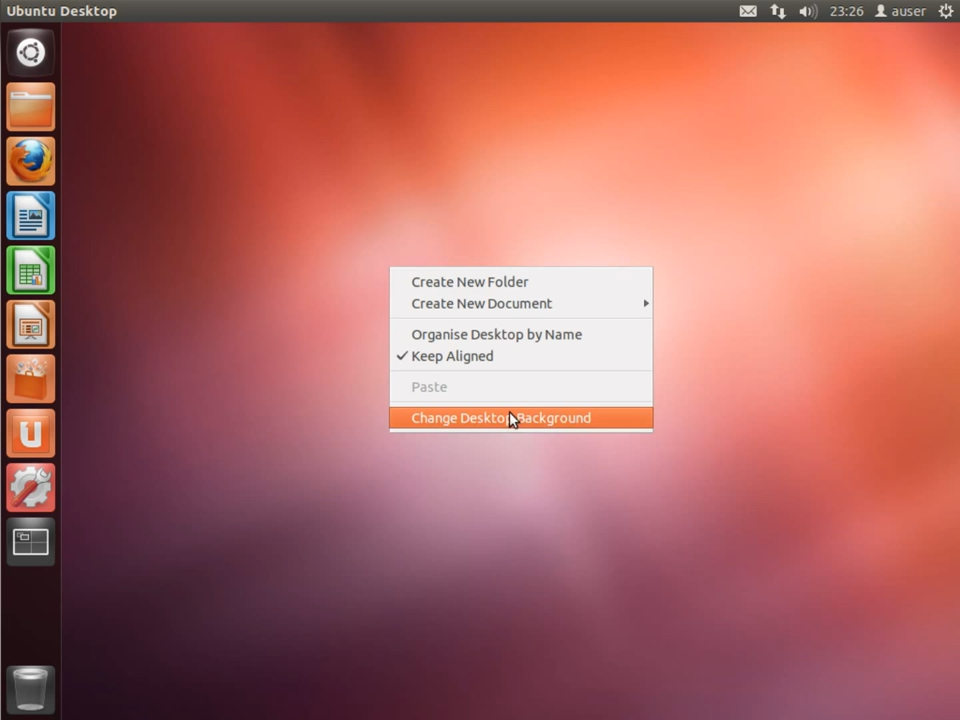 Ubuntu Desktop
23:26
auser
Create New Folder
Create New Document
Organise Desktop by Name
Keep Aligned
Paste
Change Desktop Background